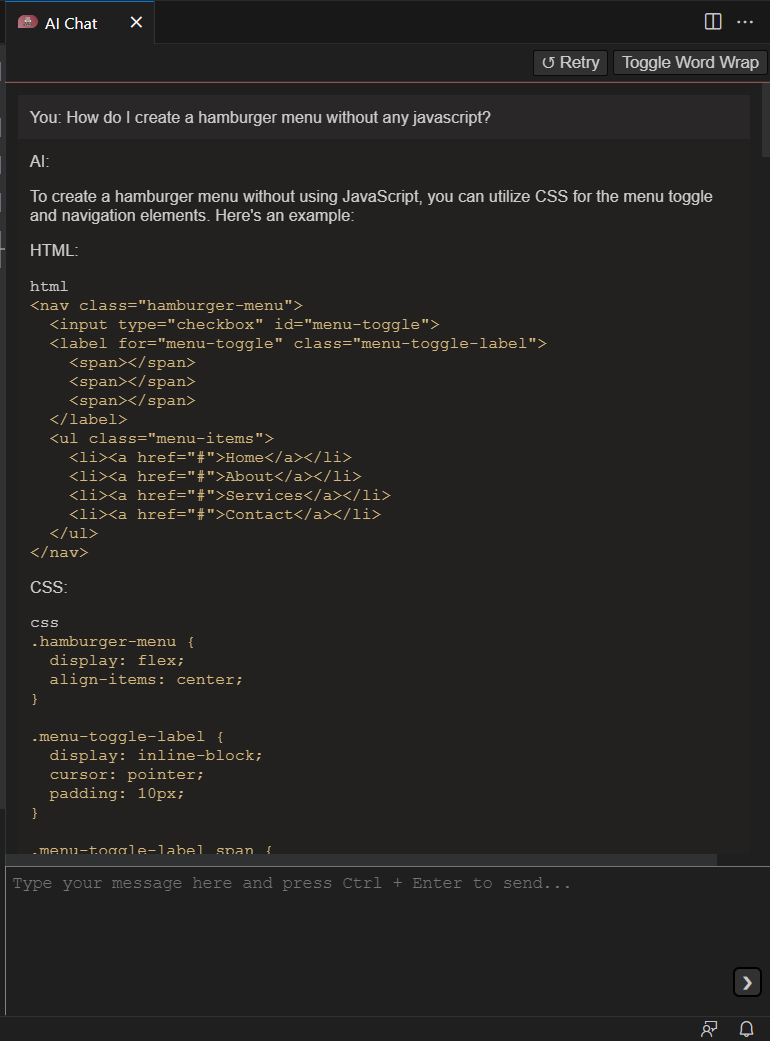 AI Chat
↺ Retry Toggle Word Wrap
You: How do I create a hamburger menu without any javascript?
AI:
To create a hamburger menu without using JavaScript, you can utilize CSS for the menu toggle
and navigation elements. Here's an example:
HTML:
html
<nav class="hamburger-menu">
  <input type="checkbox" id="menu-toggle">
  <label for="menu-toggle" class="menu-toggle-label">
    <span></span>
    <span></span>
    <span></span>
  </label>
  <ul class="menu-items">
    <li><a href="#">Home</a></li>
    <li><a href="#">About</a></li>
    <li><a href="#">Services</a></li>
    <li><a href="#">Contact</a></li>
  </ul>
</nav>
CSS:
css
.hamburger-menu {
  display: flex;
  align-items: center;
}
.menu-toggle-label {
  display: inline-block;
  cursor: pointer;
  padding: 10px;
}
.menu-toggle-label span {
Type your message here and press Ctrl + Enter to send...